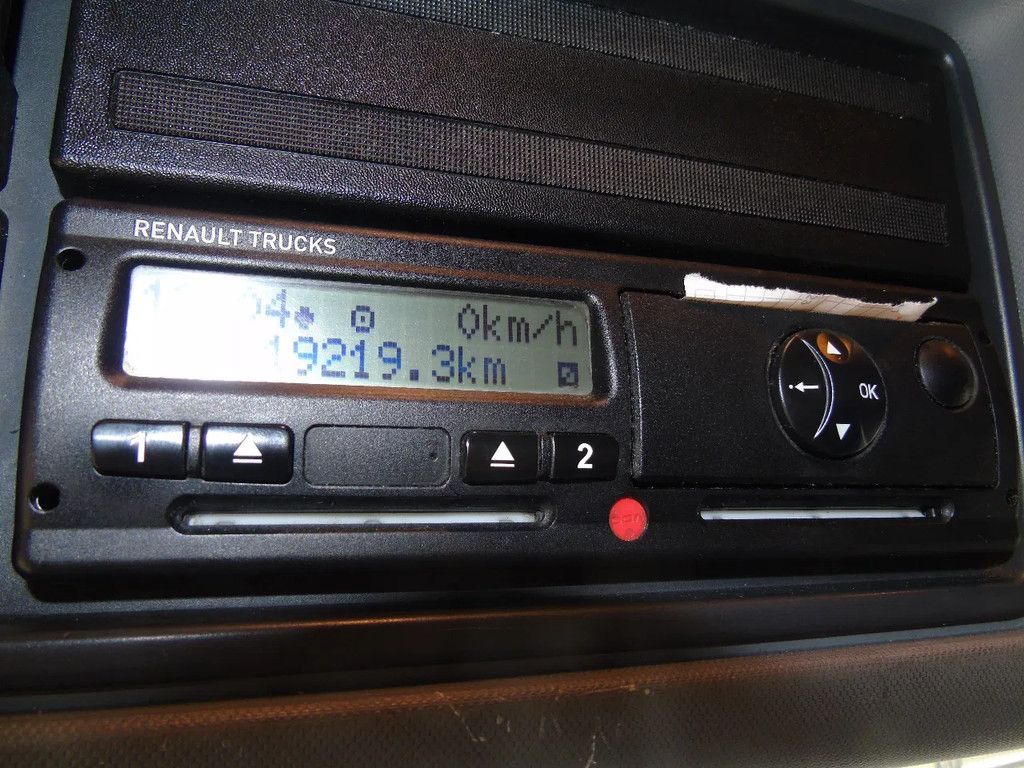 RENAULT TRUCKS
0km/h
19219.3km
1
2
OK